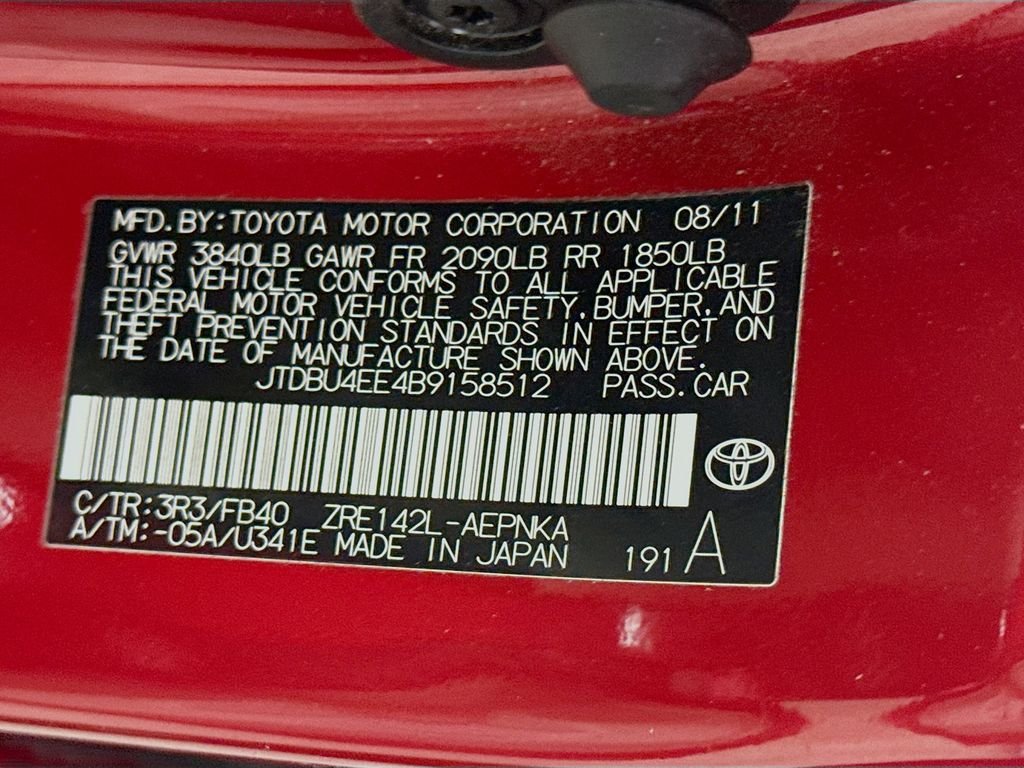 MFD. BY: TOYOTA MOTOR CORPORATION 08/11
GVWR 3840LB GAWR FR 2090LB RR 1850LB
THIS VEHICLE CONFORMS TO ALL APPLICABLE
FEDERAL MOTOR VEHICLE SAFETY, BUMPER, AND
THEFT PREVENTION STANDARDS IN EFFECT ON
THE DATE OF MANUFACTURE SHOWN ABOVE.
JTDBU4EE4B9158512 PASS. CAR
C/TR: 3R3/FB40 ZRE142L-AEPNKA
A/TM: -05A/U341E MADE IN JAPAN 191 A